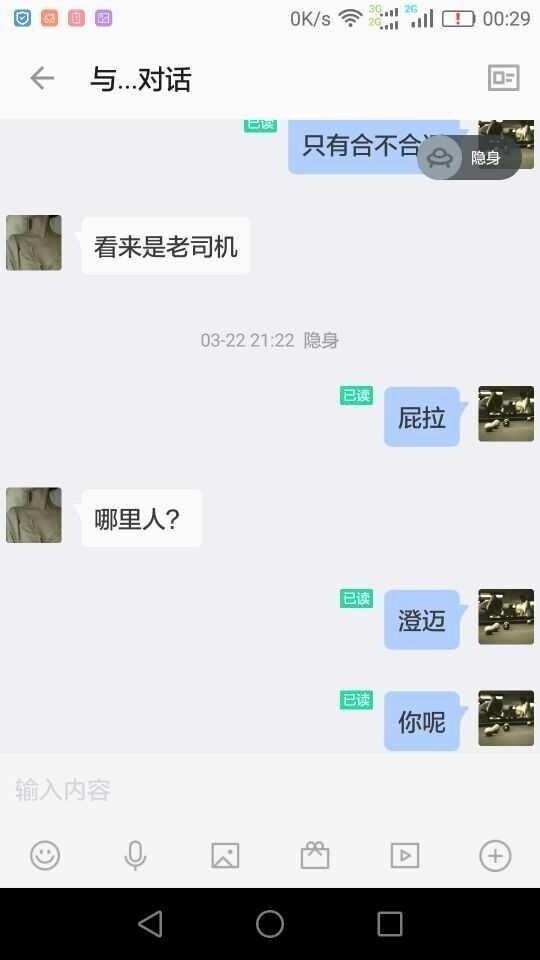 0K/s 3G 2G 2G 00:29
与...对话
已读
只有合不合
隐身
看来是老司机
03-22 21:22 隐身
已读
屁拉
哪里人?
已读
澄迈
已读
你呢
输入内容